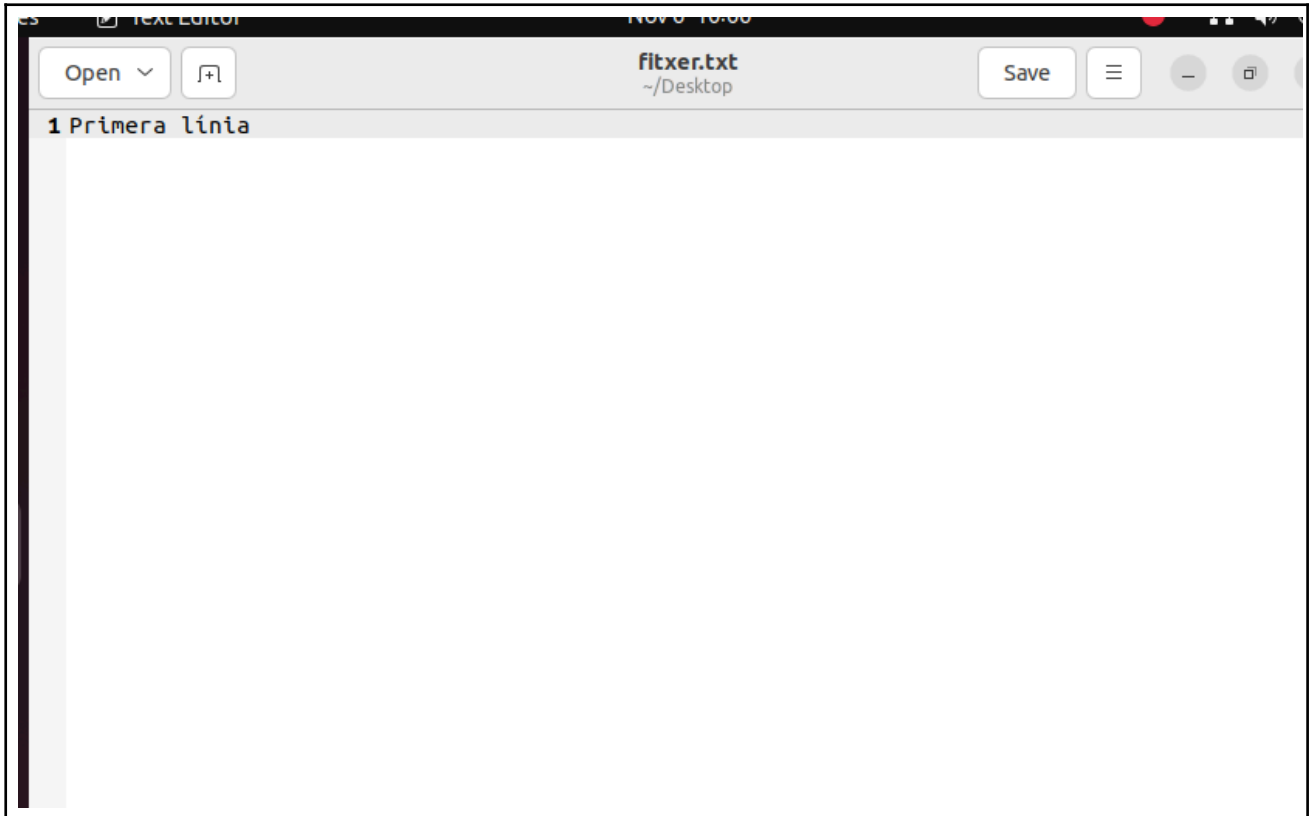 Text Editor
Open
fitxer.txt
~/Desktop
Save
1 Primera línia